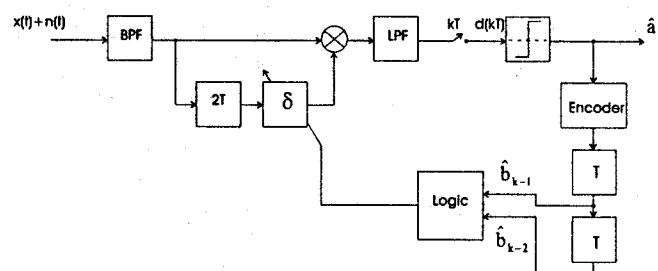 x(t)+n(t)
BPF
LPF
kT
d(kT)
â
2T
δ
Encoder
T
Logic
b̂k-1
b̂k-2
T